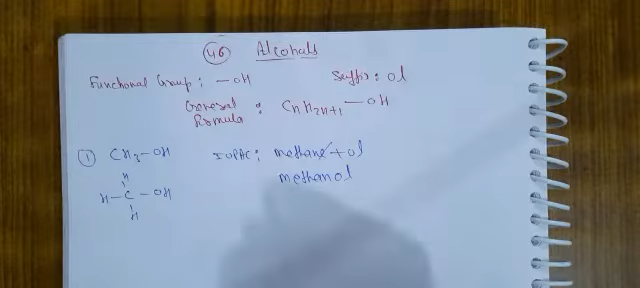 46 Alcohals
Functional Group : —OH Suffix : ol
General Formula : CnH2n+1—OH
1 CH3—OH IUPAC : methane + ol
methanol
H
H—C—OH
H